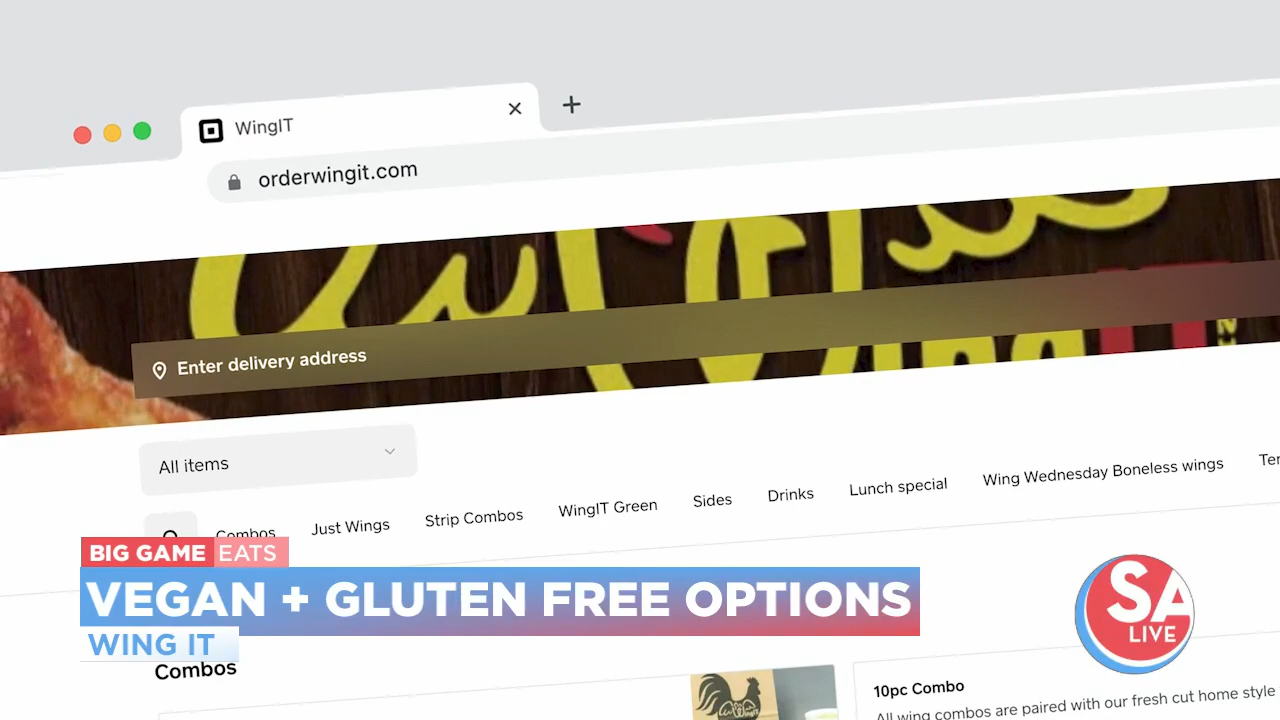 WingIT
orderwingit.com
Enter delivery address
All items
Combos
Just Wings
Strip Combos
WingIT Green
Sides
Drinks
Lunch special
Wing Wednesday Boneless wings
BIG GAME EATS
VEGAN + GLUTEN FREE OPTIONS
WING IT
SA
LIVE
Combos
10pc Combo
All wing combos are paired with our fresh cut home style